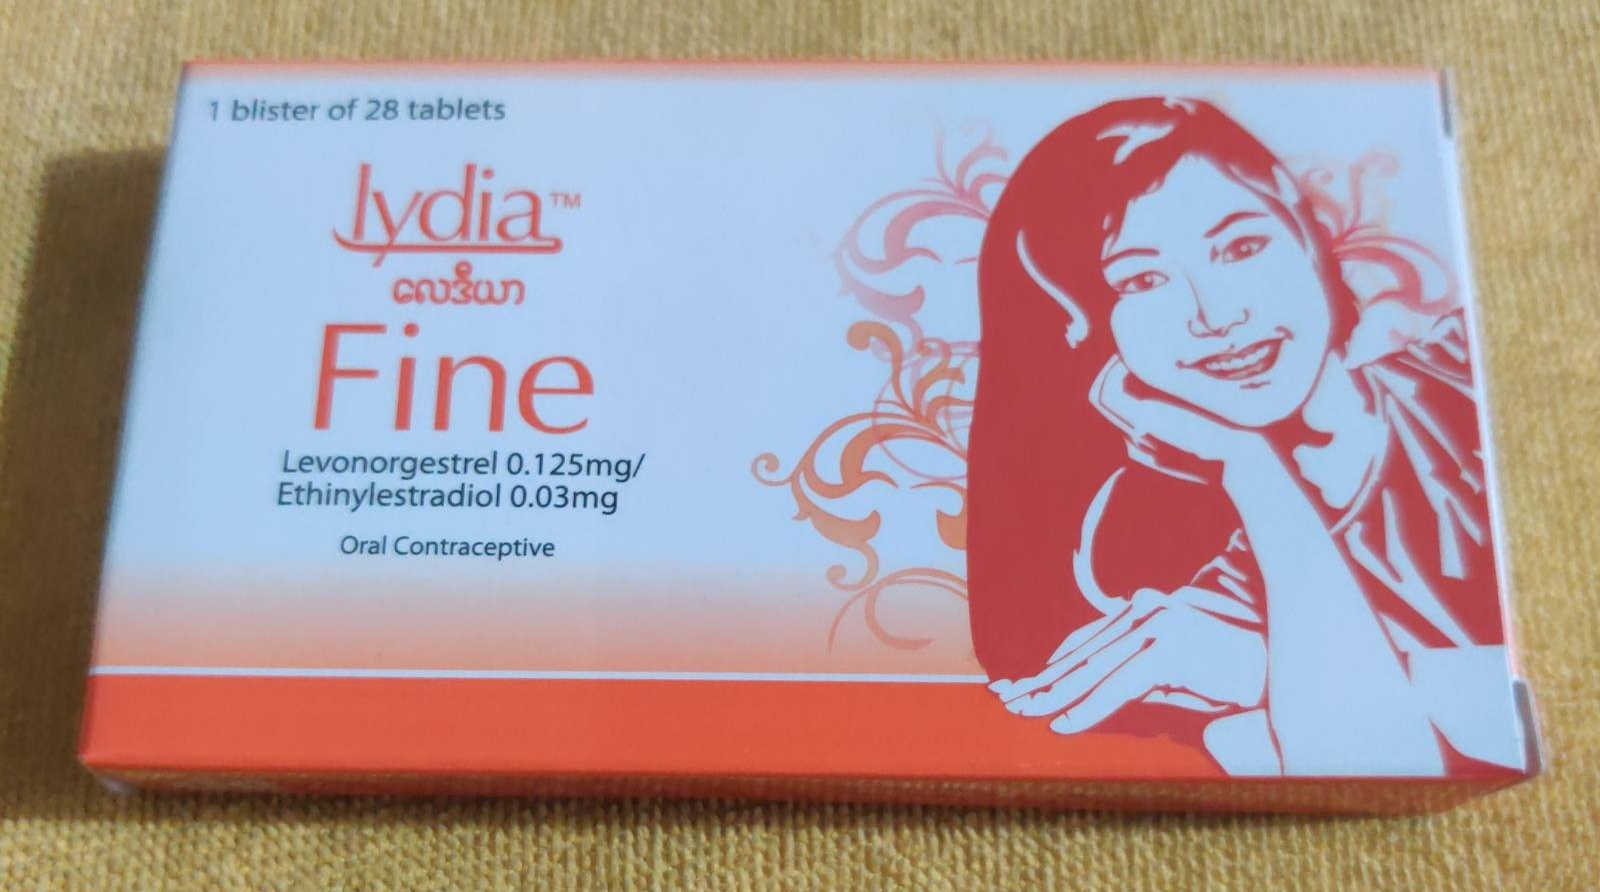 1 blister of 28 tablets
lydia™
လေဒီယာ
Fine
Levonorgestrel 0.125mg/
Ethinylestradiol 0.03mg
Oral Contraceptive